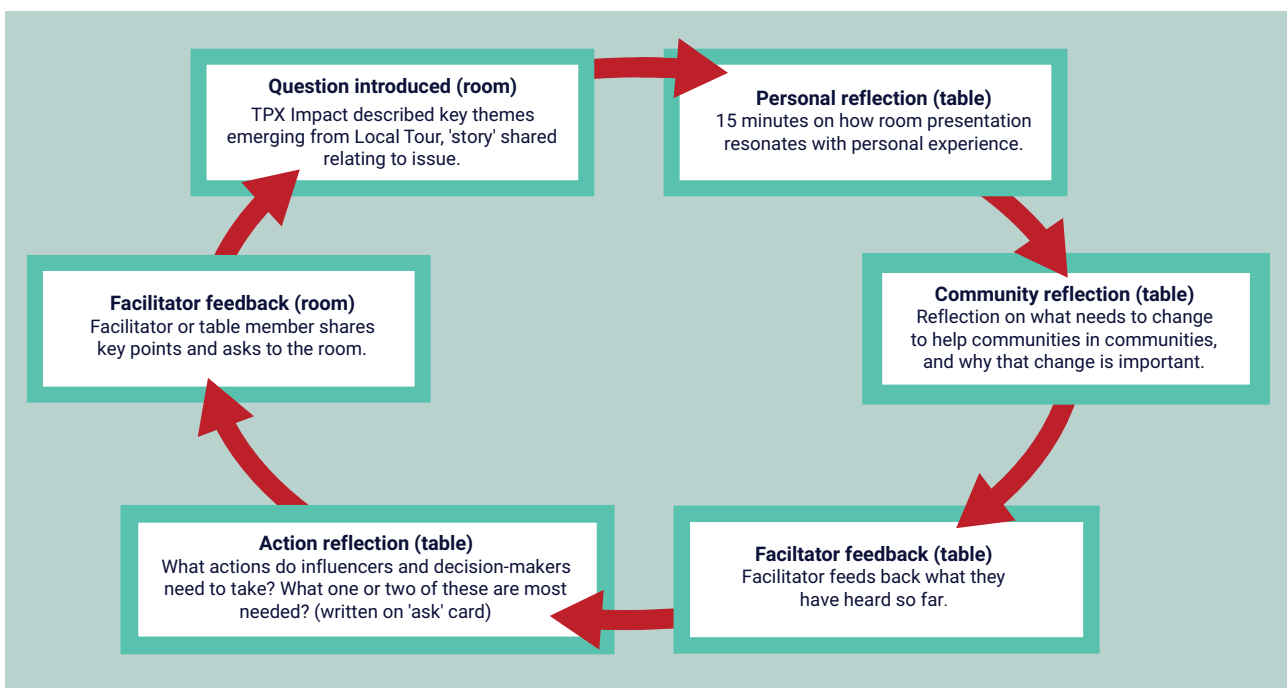 Question introduced (room)
TPX Impact described key themes
emerging from Local Tour, 'story' shared
relating to issue.
Personal reflection (table)
15 minutes on how room presentation
resonates with personal experience.
Community reflection (table)
Reflection on what needs to change
to help communities in communities,
and why that change is important.
Faciltator feedback (table)
Facilitator feeds back what they
have heard so far.
Action reflection (table)
What actions do influencers and decision-makers
need to take? What one or two of these are most
needed? (written on 'ask' card)
Facilitator feedback (room)
Facilitator or table member shares
key points and asks to the room.